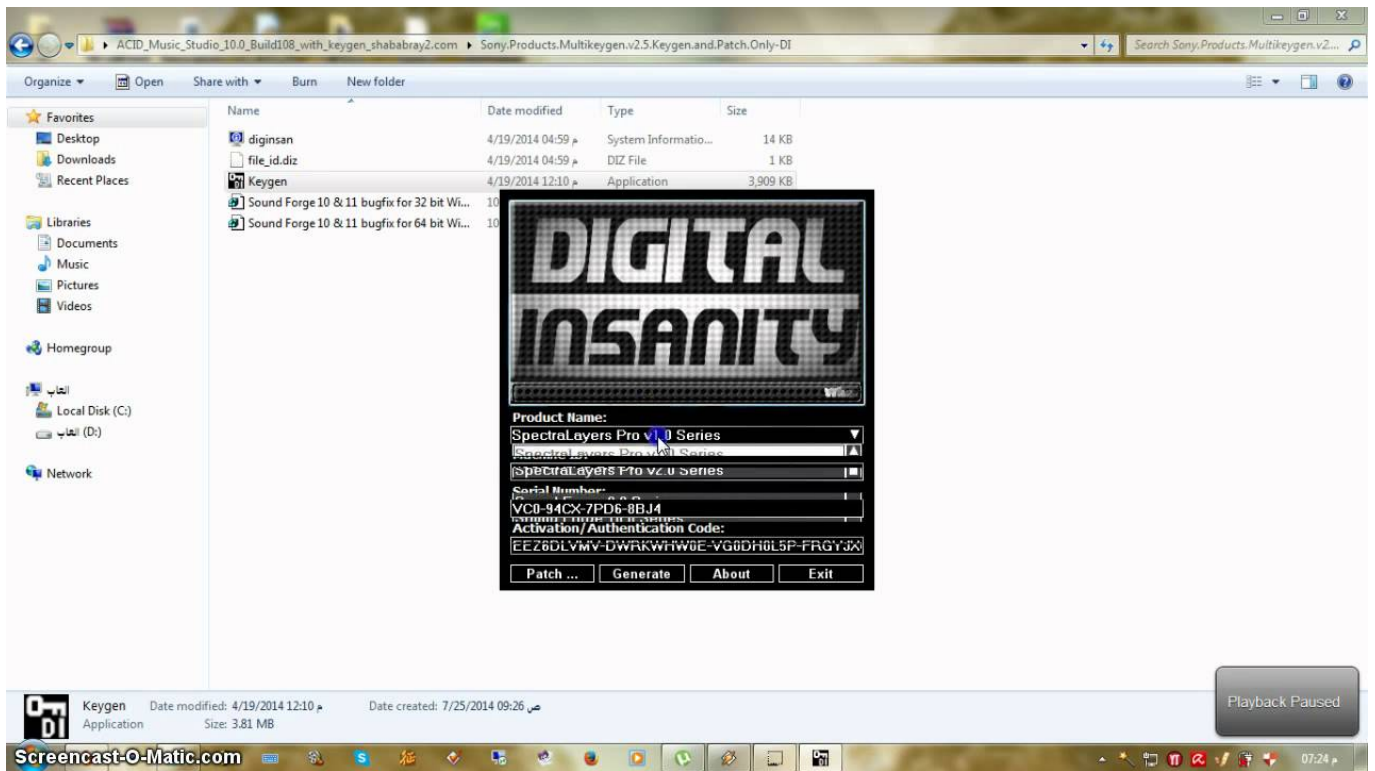 ACID_Music_Studio_10.0_Build108_with_keygen_shababray2.com ▸ Sony.Products.Multikeygen.v2.5.Keygen.and.Patch.Only-DI
Search Sony.Products.Multikeygen.v2....
Organize Open Share with Burn New folder
Favorites
Desktop
Downloads
Recent Places
Libraries
Documents
Music
Pictures
Videos
Homegroup
العاب
Local Disk (C:)
العاب (D:)
Network
Name Date modified Type Size
diginsan 4/19/2014 04:59 م System Informatio... 14 KB
file_id.diz 4/19/2014 04:59 م DIZ File 1 KB
Keygen 4/19/2014 12:10 م Application 3,909 KB
Sound Forge 10 & 11 bugfix for 32 bit Wi... 10
Sound Forge 10 & 11 bugfix for 64 bit Wi... 10
DIGITAL
INSANITY
Product Name:
SpectraLayers Pro v1.0 Series
SpectraLayers Pro v1.0 Series
SpectraLayers Pro v2.0 Series
Serial Number:
VC0-94CX-7PD6-8BJ4
Activation/Authentication Code:
Patch ... Generate About Exit
Keygen Date modified: 4/19/2014 12:10 م Date created: 7/25/2014 09:26 ص
Application Size: 3.81 MB
Playback Paused
Screencast-O-Matic.com
07:24 م